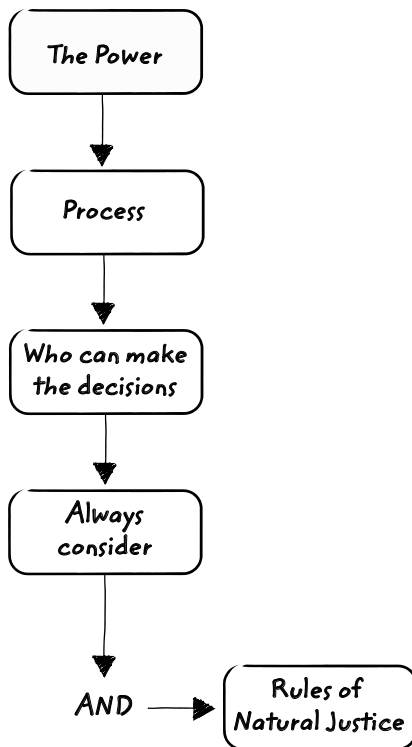 The Power
Process
Who can make
the decisions
Always
consider
AND
Rules of
Natural Justice